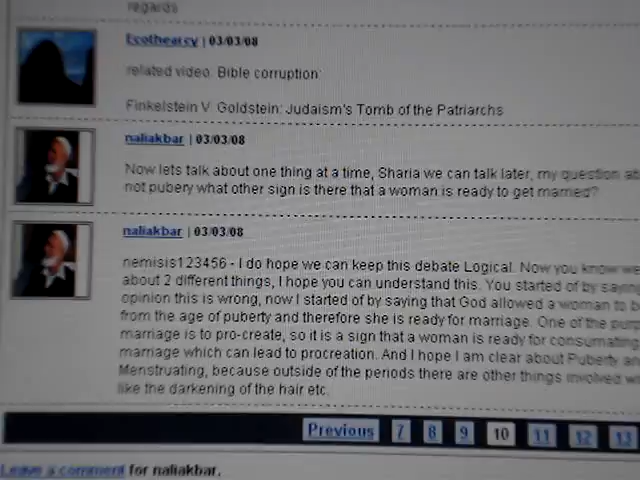 regards
Ecothearcy | 03/03/08
related video. Bible corruption:
Finkelstein V. Goldstein: Judaism's Tomb of the Patriarchs
naliakbar | 03/03/08
Now lets talk about one thing at a time, Sharia we can talk later, my question
not pubery what other sign is there that a woman is ready to get married?
naliakbar | 03/03/08
nemisis123456 - I do hope we can keep this debate Logical. Now you know we
about 2 different things, I hope you can understand this. You started of by saying
opinion this is wrong, now I started of by saying that God allowed a woman to
from the age of puberty and therefore she is ready for marriage. One of the
marriage is to pro-create, so it is a sign that a woman is ready for consumating
marriage which can lead to procreation. And I hope I am clear about Puberty
Menstruating, because outside of the periods there are other things involved
like the darkening of the hair etc.
Previous 7 8 9 10 11 12 13
Leave a comment for naliakbar.